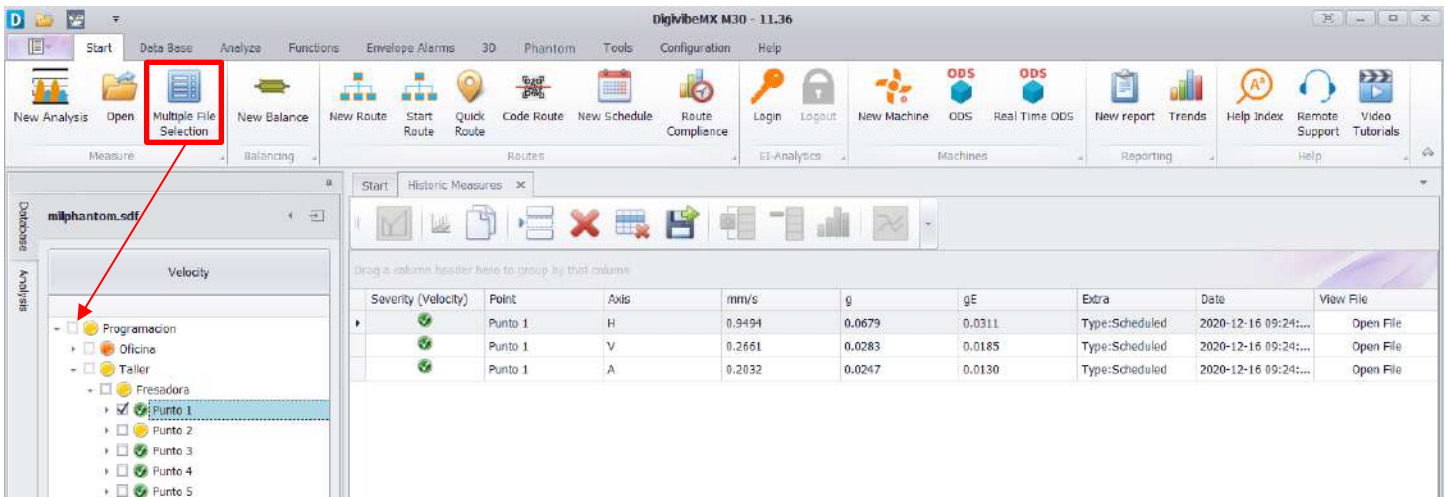 DigivibeMX M30 - 11.36
Start Data Base Analyze Functions Envelope Alarms 3D Phantom Tools Configuration Help
New Analysis
Open
Multiple File Selection
New Balance
New Route
Start Route
Quick Route
Code Route
New Schedule
Route Compliance
Login
Logout
New Machine
ODS
ODS
ODS
Real Time ODS
New report
Trends
Help Index
Remote Support
Video Tutorials
Measure Balancing Routes EI-Analytics Machines Reporting Help
Database
Analysis
milphantom.sdf
Velocity
Programacion
Oficina
Taller
Fresadora
Punto 1
Punto 2
Punto 3
Punto 4
Punto 5
Start Historic Measures
Drag a column header here to group by that column
Severity (Velocity) Point Axis mm/s g gE Extra Date View File
Punto 1 H 0.9494 0.0679 0.0311 Type:Scheduled 2020-12-16 09:24:... Open File
Punto 1 V 0.2661 0.0283 0.0185 Type:Scheduled 2020-12-16 09:24:... Open File
Punto 1 A 0.2032 0.0247 0.0130 Type:Scheduled 2020-12-16 09:24:... Open File